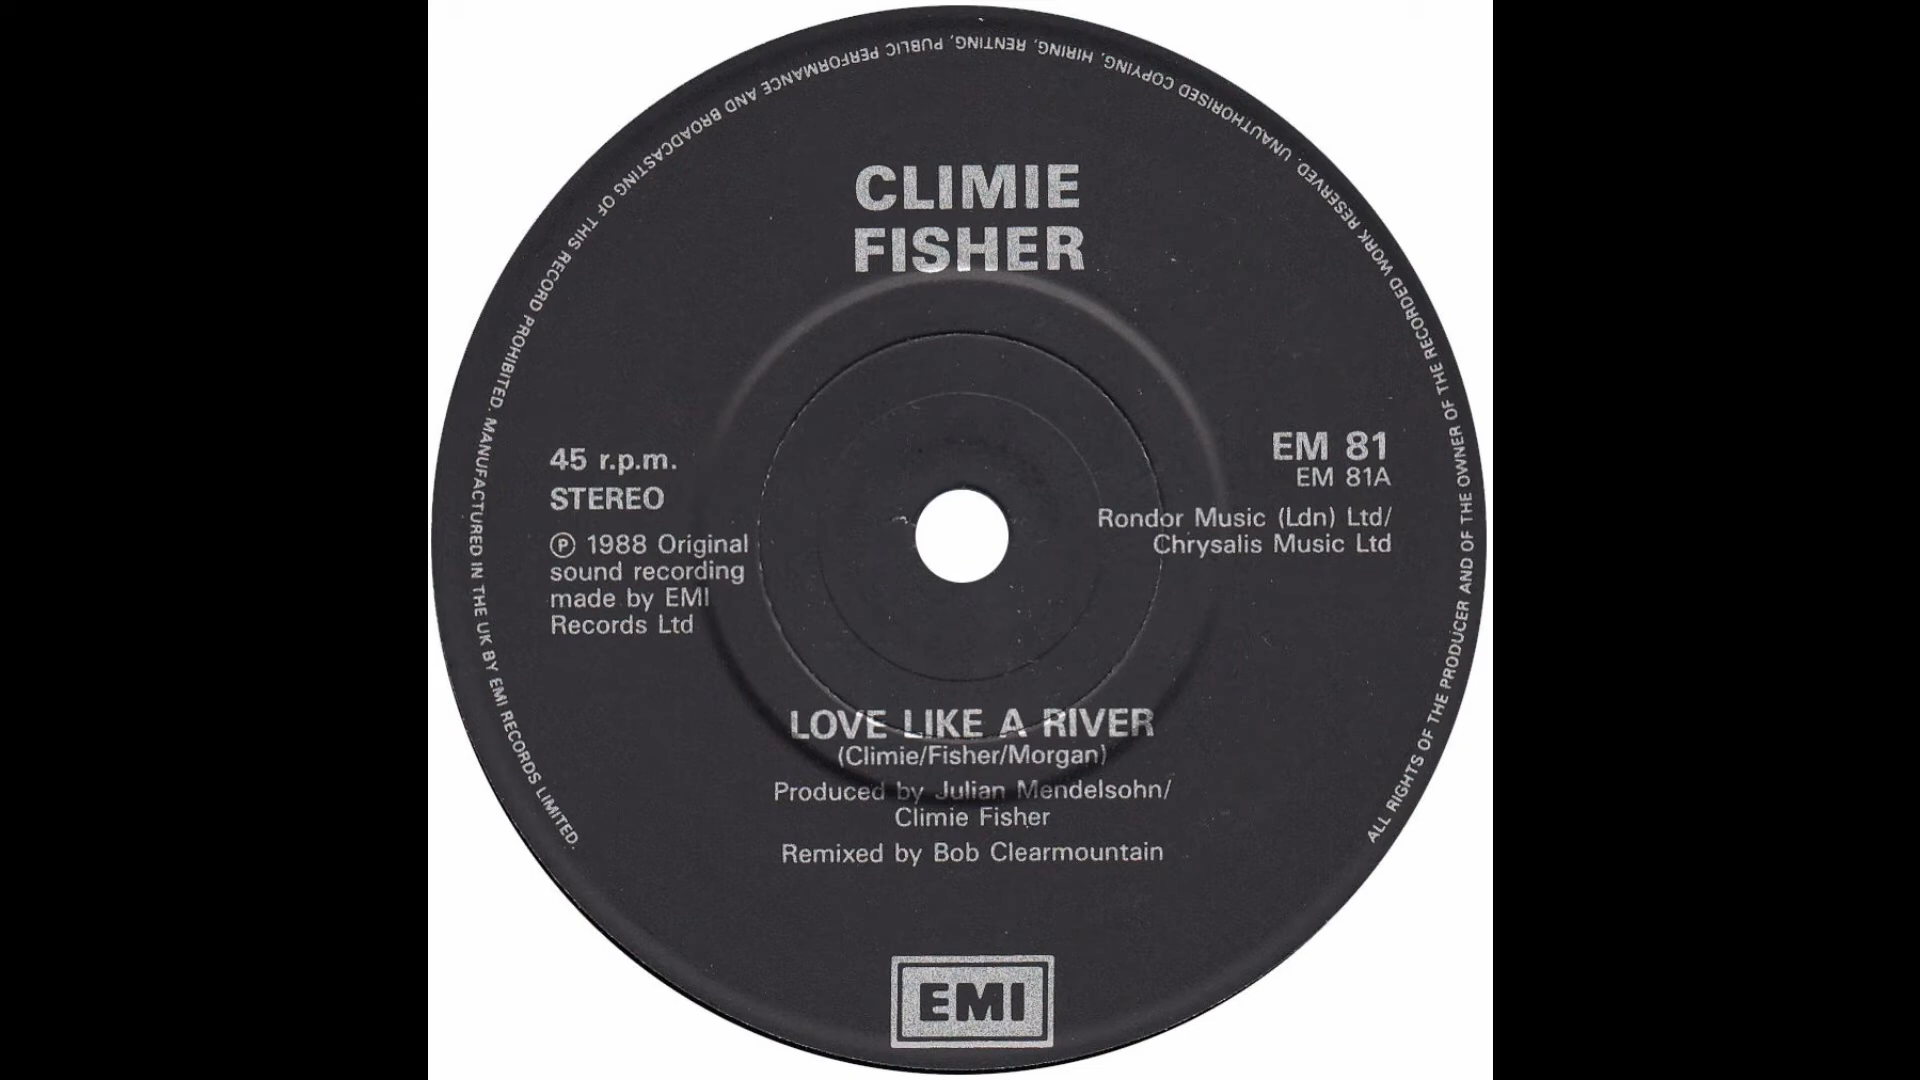 ALL RIGHTS OF THE PRODUCER AND OF THE OWNER OF THE RECORDED WORK RESERVED. UNAUTHORISED COPYING, HIRING, RENTING, PUBLIC PERFORMANCE AND BROADCASTING OF THIS RECORD PROHIBITED. MANUFACTURED IN THE UK BY EMI RECORDS LIMITED.
CLIMIE
FISHER
45 r.p.m.
STEREO
Ⓟ 1988 Original
sound recording
made by EMI
Records Ltd
EM 81
EM 81A
Rondor Music (Ldn) Ltd/
Chrysalis Music Ltd
LOVE LIKE A RIVER
(Climie/Fisher/Morgan)
Produced by Julian Mendelsohn/
Climie Fisher
Remixed by Bob Clearmountain
EMI